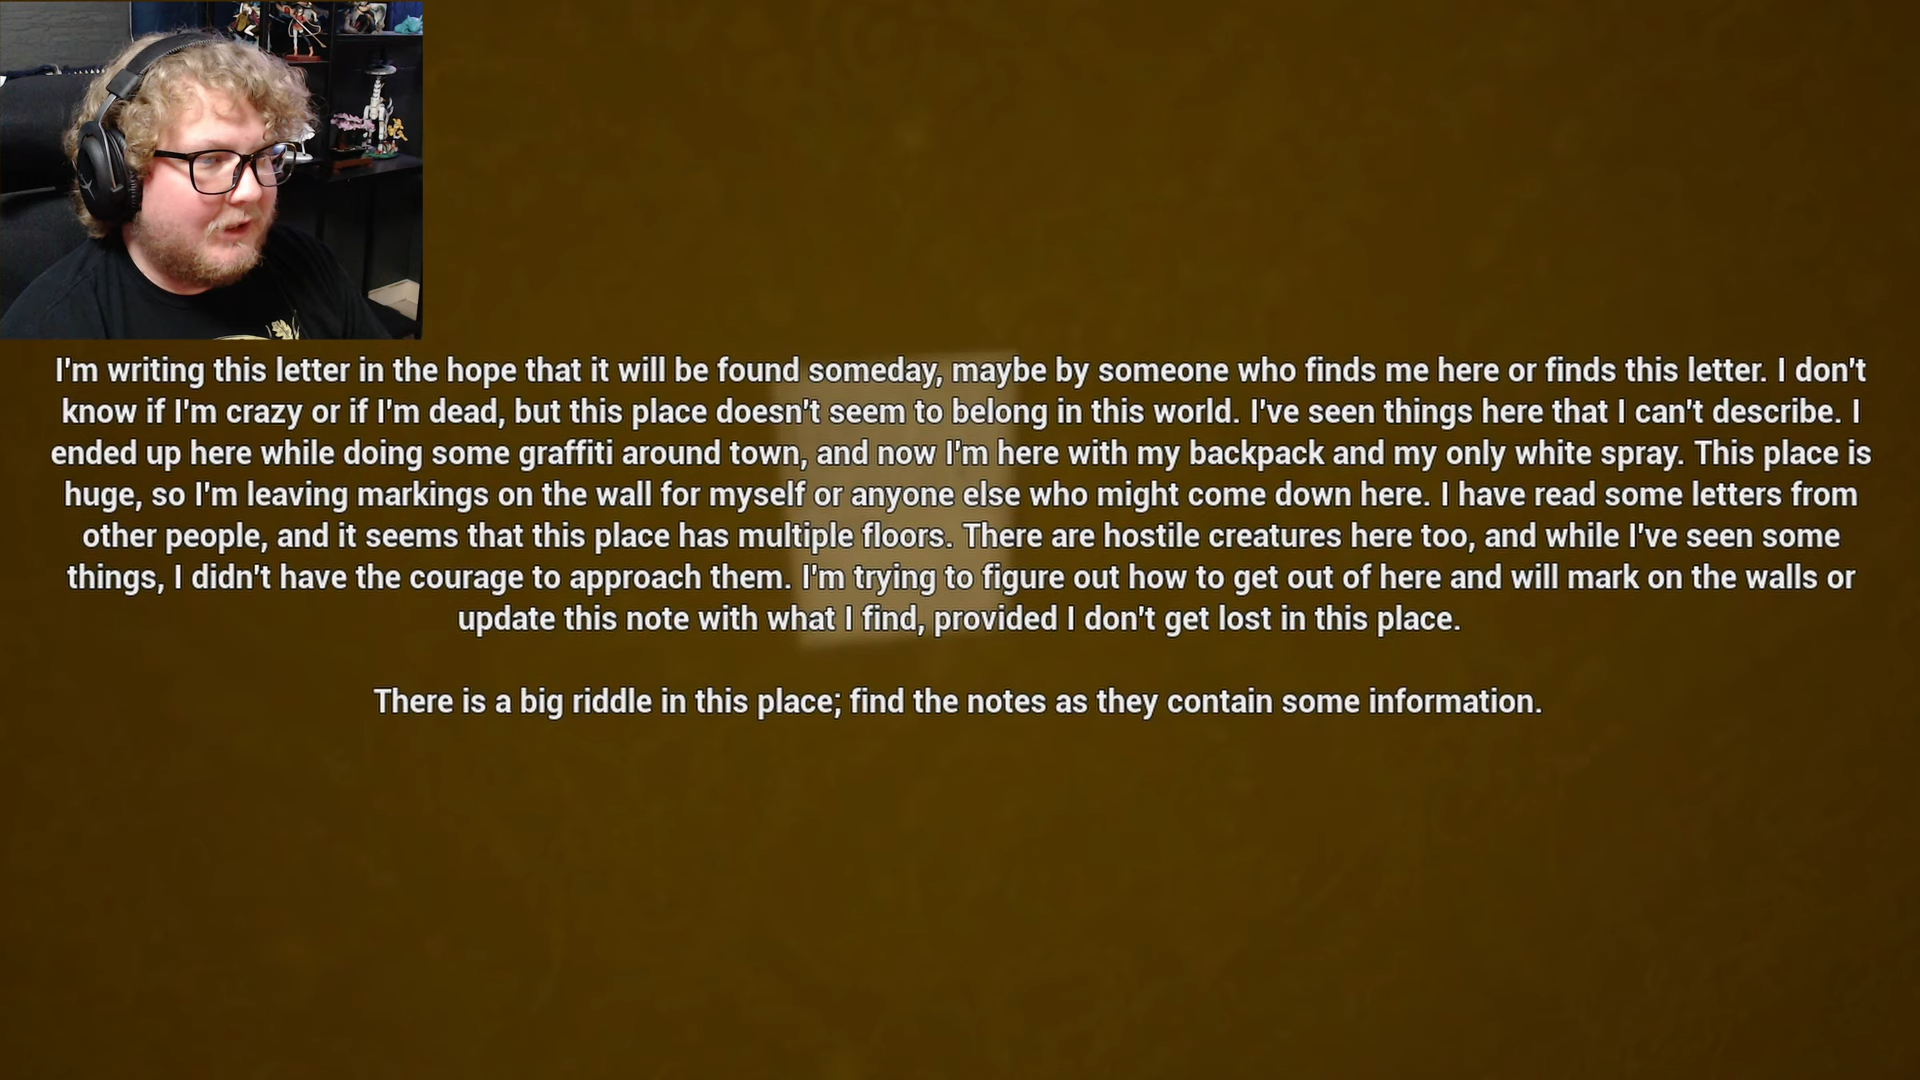 I'm writing this letter in the hope that it will be found someday, maybe by someone who finds me here or finds this letter. I don't
know if I'm crazy or if I'm dead, but this place doesn't seem to belong in this world. I've seen things here that I can't describe. I
ended up here while doing some graffiti around town, and now I'm here with my backpack and my only white spray. This place is
huge, so I'm leaving markings on the wall for myself or anyone else who might come down here. I have read some letters from
other people, and it seems that this place has multiple floors. There are hostile creatures here too, and while I've seen some
things, I didn't have the courage to approach them. I'm trying to figure out how to get out of here and will mark on the walls or
update this note with what I find, provided I don't get lost in this place.
There is a big riddle in this place; find the notes as they contain some information.